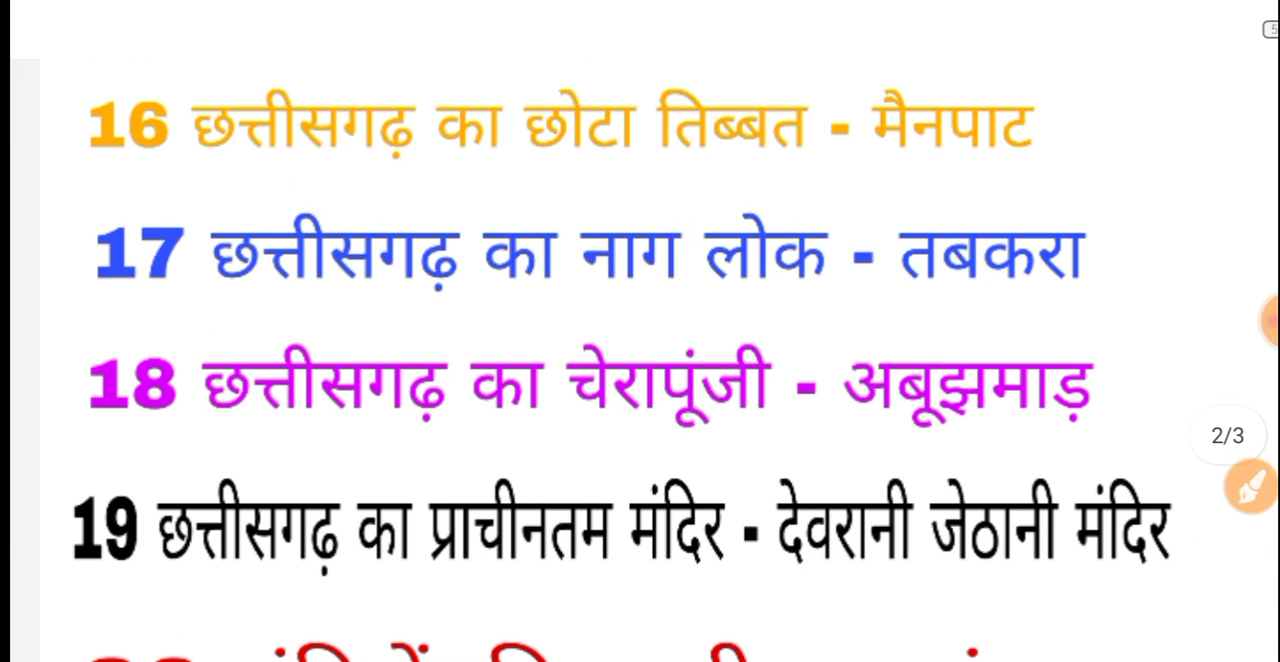 16 छत्तीसगढ़ का छोटा तिब्बत - मैनपाट
17 छत्तीसगढ़ का नाग लोक - तबकरा
18 छत्तीसगढ़ का चेरापूंजी - अबूझमाड़
2/3
19 छत्तीसगढ़ का प्राचीनतम मंदिर - देवरानी जेठानी मंदिर